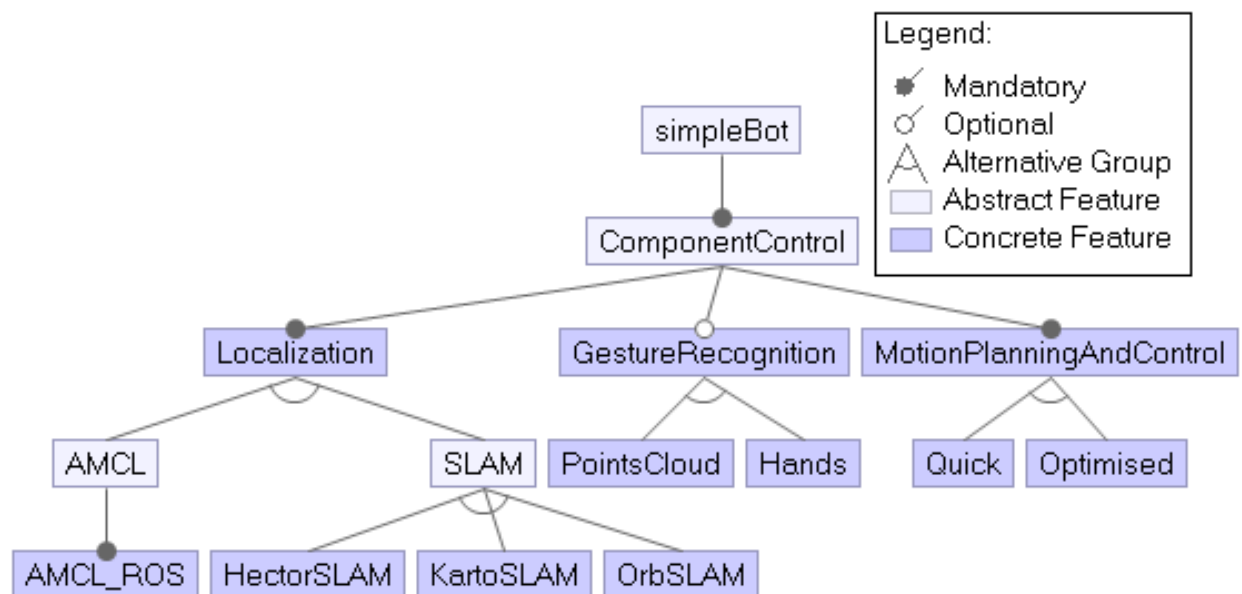 Legend:
Mandatory
Optional
Alternative Group
Abstract Feature
Concrete Feature
simpleBot
ComponentControl
Localization
GestureRecognition
MotionPlanningAndControl
AMCL
SLAM
PointsCloud
Hands
Quick
Optimised
AMCL_ROS
HectorSLAM
KartoSLAM
OrbSLAM